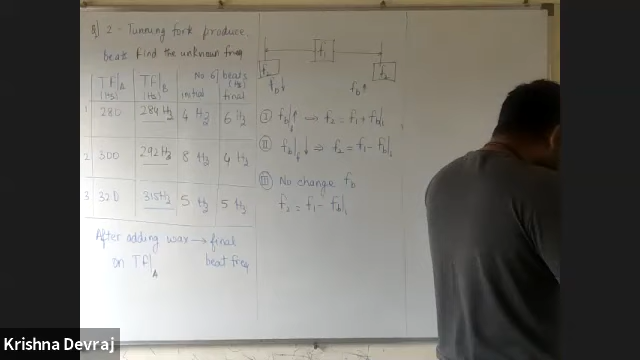 Q] 2 - Tunning fork produce
beat find the unknown freq
TF|A TF|B No of beats
(Hz) (Hz) initial (Hz) final
1 280 284 Hz 4 Hz 6 Hz
2 300 292 Hz 8 Hz 4 Hz
3 320 315 Hz 5 Hz 5 Hz
After adding wax → final
on TF|A beat freq
f1
f2 f2
fb↓ fb↑
I fb|f ↑ ⟹ f2 = f1 + fb|i
II fb|f ↓ ⟹ f2 = f1 - fb|i
III No change fb
f2 = f1 - fb|i
Krishna Devraj